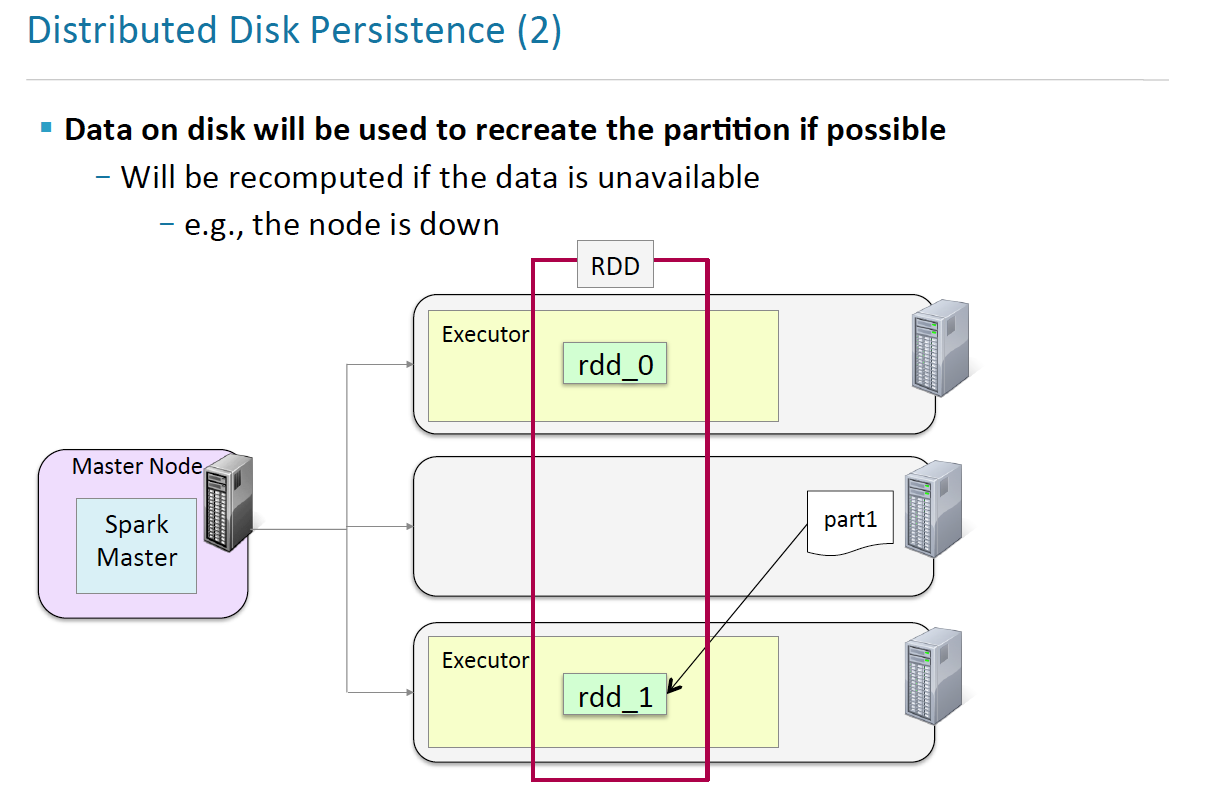 Distributed Disk Persistence (2)
Data on disk will be used to recreate the partition if possible
– Will be recomputed if the data is unavailable
– e.g., the node is down
RDD
Executor
rdd_0
Master Node
Spark
Master
part1
Executor
rdd_1